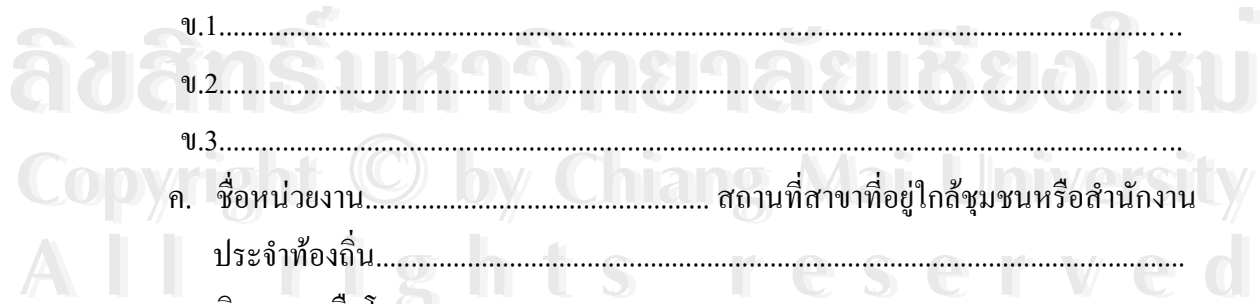 ข.1........................................................................................................................................
ลิขสิทธิ์มหาวิทยาลัยเชียงใหม่
ข.2........................................................................................................................................
ข.3........................................................................................................................................
Copyright © by Chiang Mai University
ค. ชื่อหน่วยงาน................................................ สถานที่สาขาที่อยู่ใกล้ชุมชนหรือสำนักงาน
ประจำท้องถิ่น.................................................................................................................
All rights reserved